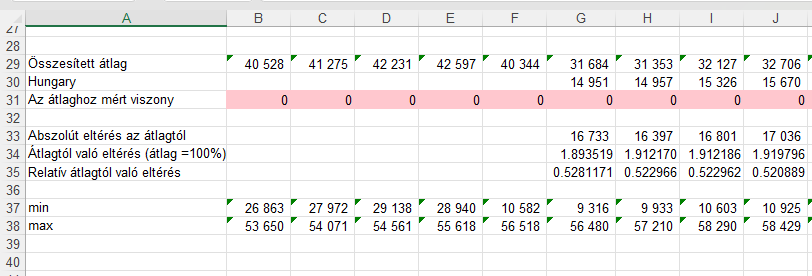 A B C D E F G H I J
27
28
29 Összesített átlag 40 528 41 275 42 231 42 597 40 344 31 684 31 353 32 127 32 706
30 Hungary 14 951 14 957 15 326 15 670
31 Az átlaghoz mért viszony 0 0 0 0 0 0 0 0 0
32
33 Abszolút eltérés az átlagtól 16 733 16 397 16 801 17 036
34 Átlagtól való eltérés (átlag =100%) 1.893519 1.912170 1.912186 1.919796
35 Relatív átlagtól való eltérés 0.5281171 0.522966 0.522962 0.520889
36
37 min 26 863 27 972 29 138 28 940 10 582 9 316 9 933 10 603 10 925
38 max 53 650 54 071 54 561 55 618 56 518 56 480 57 210 58 290 58 429
39
40